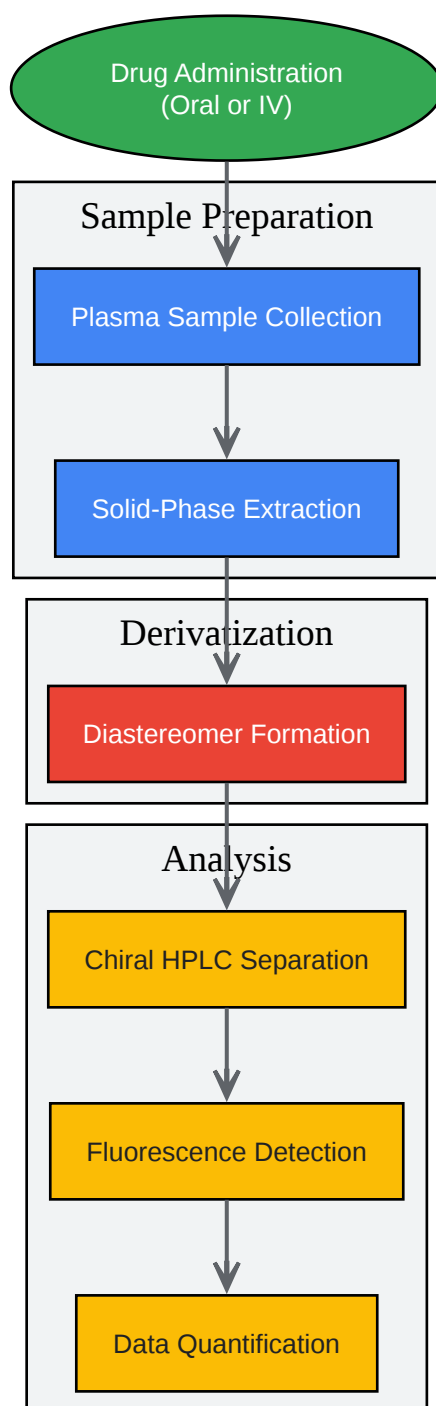 Drug Administration
(Oral or IV)
Sample Preparation
Plasma Sample Collection
Solid-Phase Extraction
Derivatization
Diastereomer Formation
Analysis
Chiral HPLC Separation
Fluorescence Detection
Data Quantification